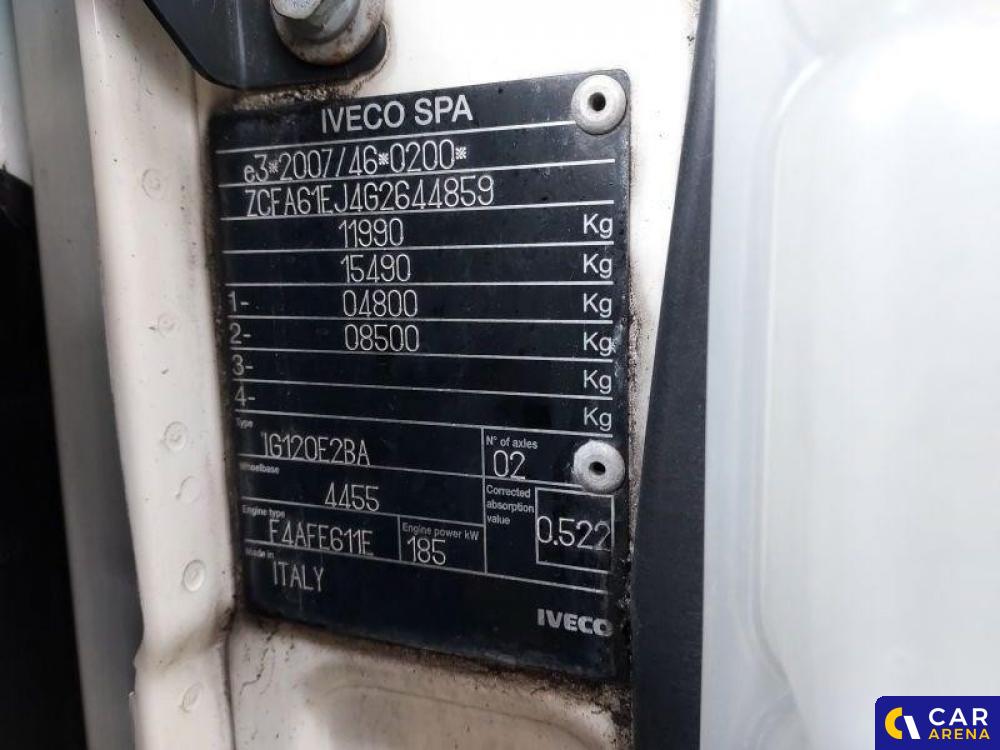 IVECO SPA
e3*2007/46*0200*
ZCFA61EJ4G2644859
11990 Kg
15490 Kg
1- 04800 Kg
2- 08500 Kg
3- Kg
4- Kg
Type
IG120E2BA
N° of axles
02
Wheelbase
4455
Corrected
absorption
value
0.522
Engine type
F4AFE611E
Engine power kW
185
Made in
ITALY
IVECO
CAR
ARENA